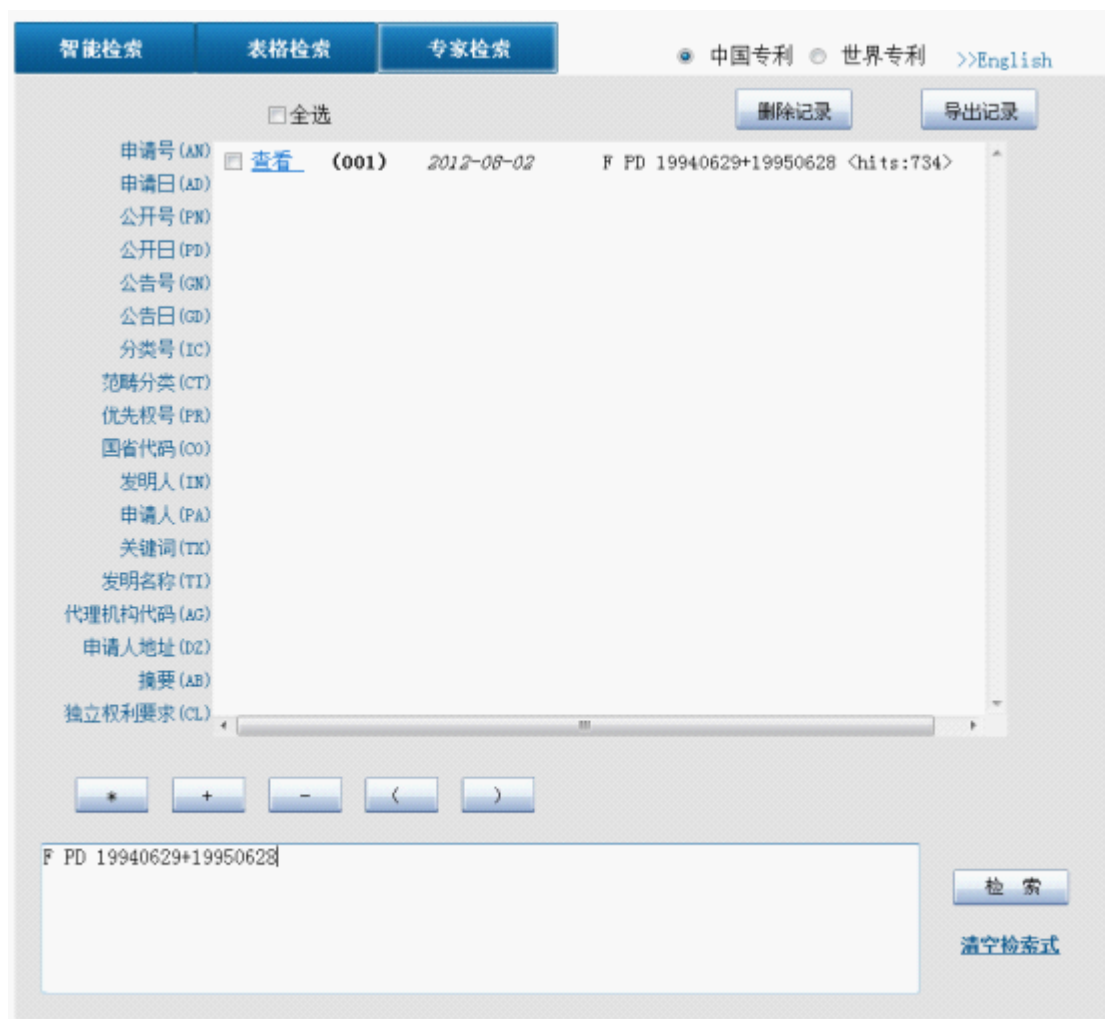 智能检索 表格检索 专家检索 中国专利 世界专利 >>English
全选 删除记录 导出记录
申请号(AN)
查看 (001) 2012-08-02 F PD 19940629+19950628 <hits:734>
申请日(AD)
公开号(PN)
公开日(PD)
公告号(GN)
公告日(GD)
分类号(IC)
范畴分类(CT)
优先权号(PR)
国省代码(CO)
发明人(IN)
申请人(PA)
关键词(TX)
发明名称(TI)
代理机构代码(AG)
申请人地址(DZ)
摘要(AB)
独立权利要求(CL)
* + - ( )
F PD 19940629+19950628
检 索
清空检索式